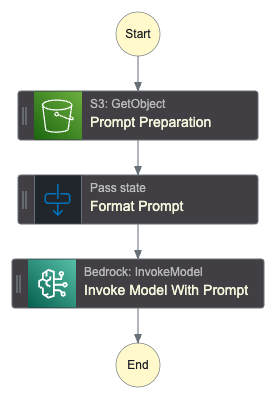 Start
S3: GetObject
Prompt Preparation
Pass state
Format Prompt
Bedrock: InvokeModel
Invoke Model With Prompt
End